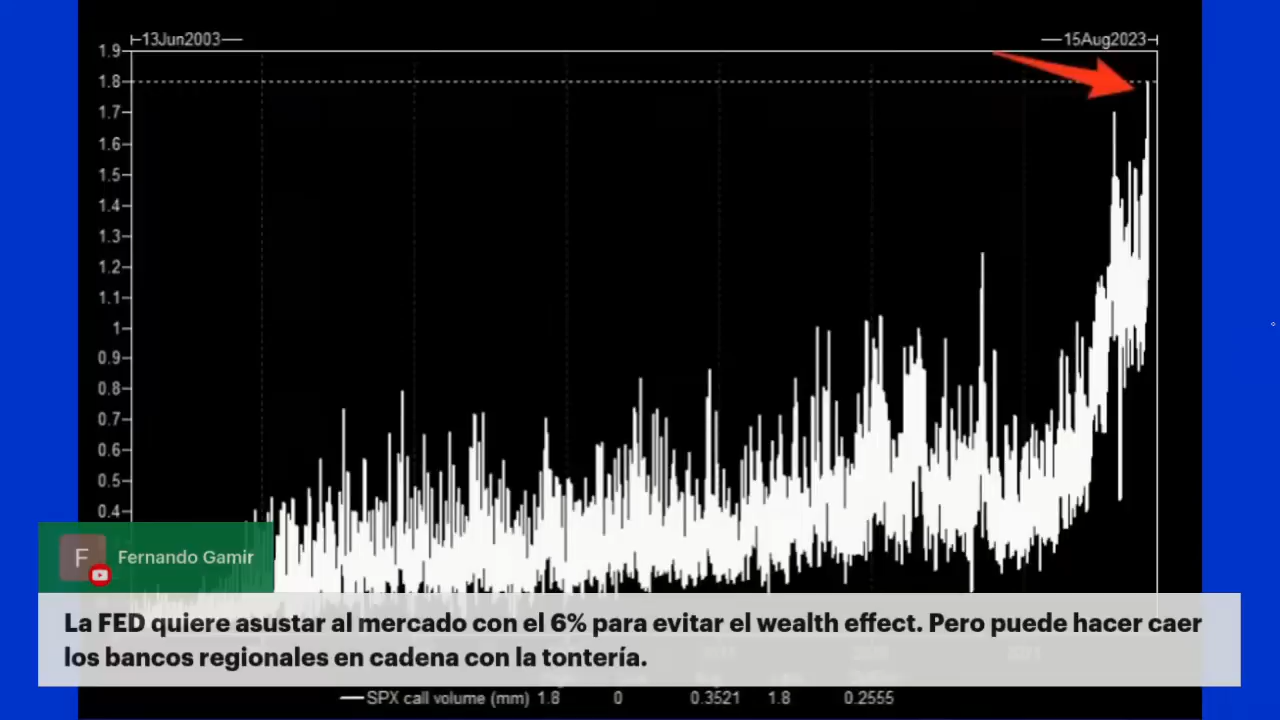 13Jun2003
15Aug2023
1.9
1.8
1.7
1.6
1.5
1.4
1.3
1.2
1.1
1
0.9
0.8
0.7
0.6
0.5
0.4
F
Fernando Gamir
La FED quiere asustar al mercado con el 6% para evitar el wealth effect. Pero puede hacer caer
los bancos regionales en cadena con la tontería.
SPX call volume (mm) 1.8 0 0.3521 1.8 0.2555